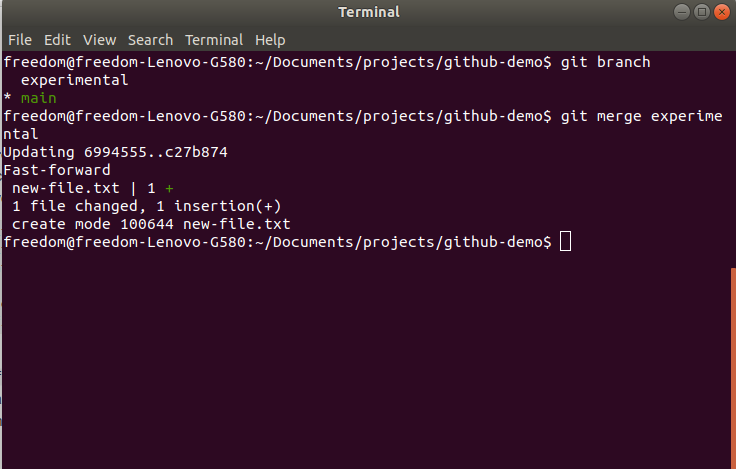 Terminal
File Edit View Search Terminal Help
freedom@freedom-Lenovo-G580:~/Documents/projects/github-demo$ git branch
  experimental
* main
freedom@freedom-Lenovo-G580:~/Documents/projects/github-demo$ git merge experime
ntal
Updating 6994555..c27b874
Fast-forward
 new-file.txt | 1 +
 1 file changed, 1 insertion(+)
 create mode 100644 new-file.txt
freedom@freedom-Lenovo-G580:~/Documents/projects/github-demo$